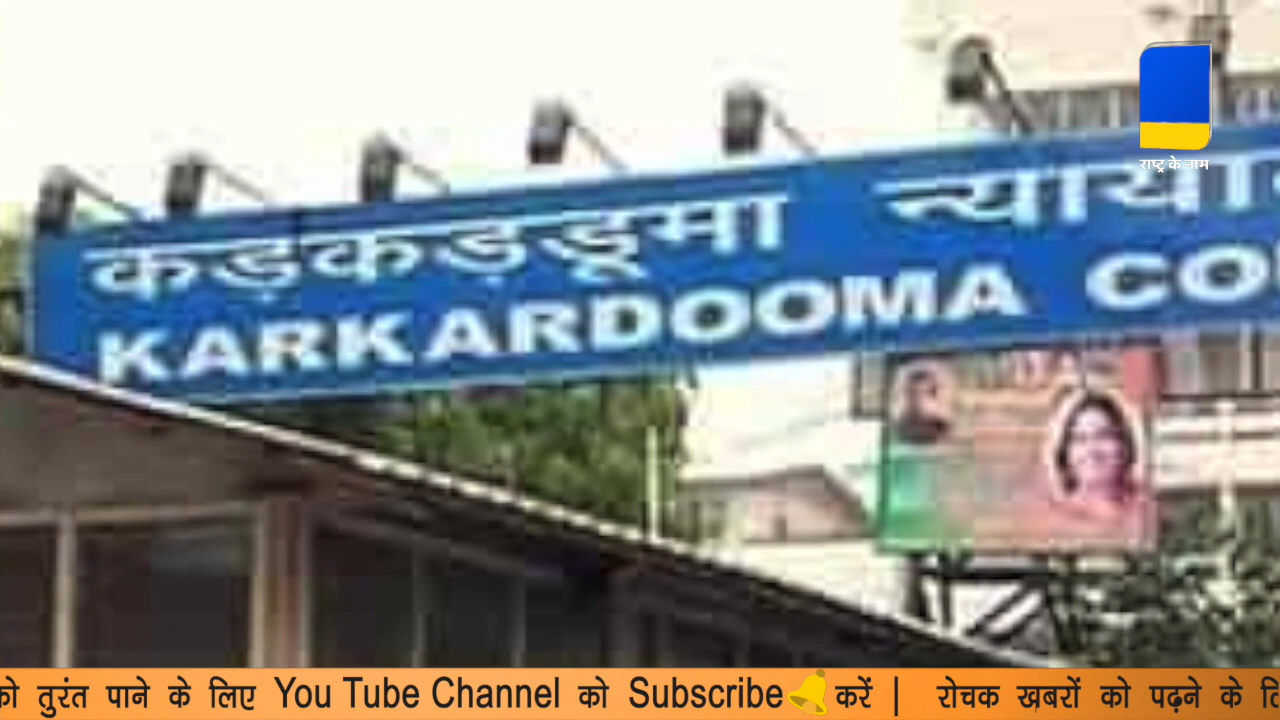 राष्ट्र के नाम
कड़कड़डूमा
KARKARDOOMA
को तुरंत पाने के लिए You Tube Channel को Subscribe करें | रोचक खबरों को पढ़ने के